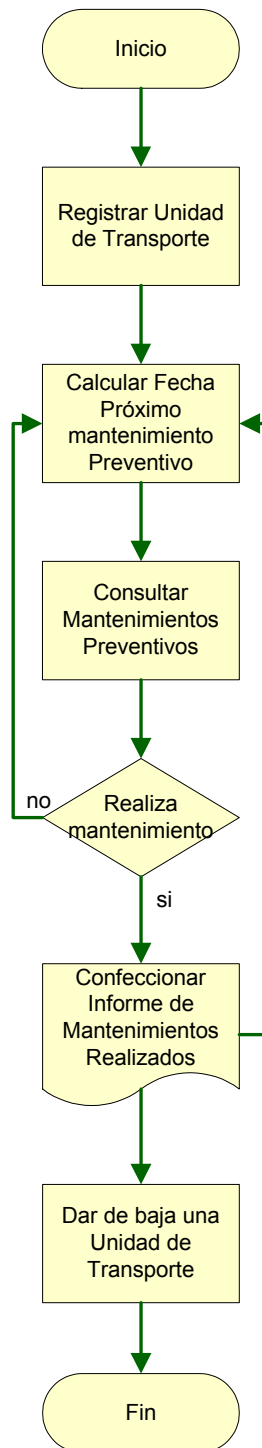 Inicio
Registrar Unidad
de Transporte
Calcular Fecha
Próximo
mantenimiento
Preventivo
Consultar
Mantenimientos
Preventivos
Realiza
mantenimiento
no
si
Confeccionar
Informe de
Mantenimientos
Realizados
Dar de baja una
Unidad de
Transporte
Fin